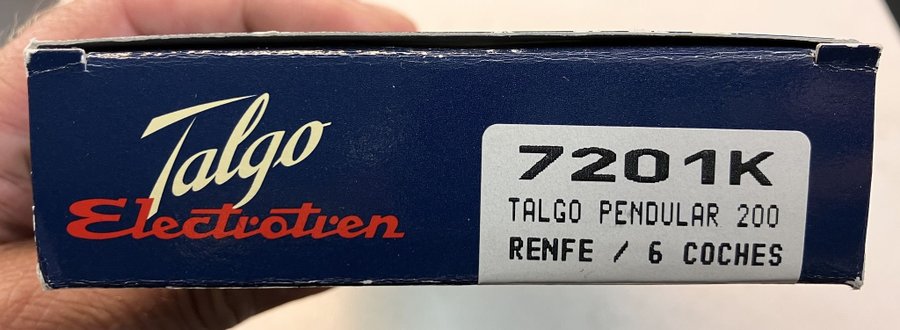 Talgo
Electrotren
7201K
TALGO PENDULAR 200
RENFE / 6 COCHES